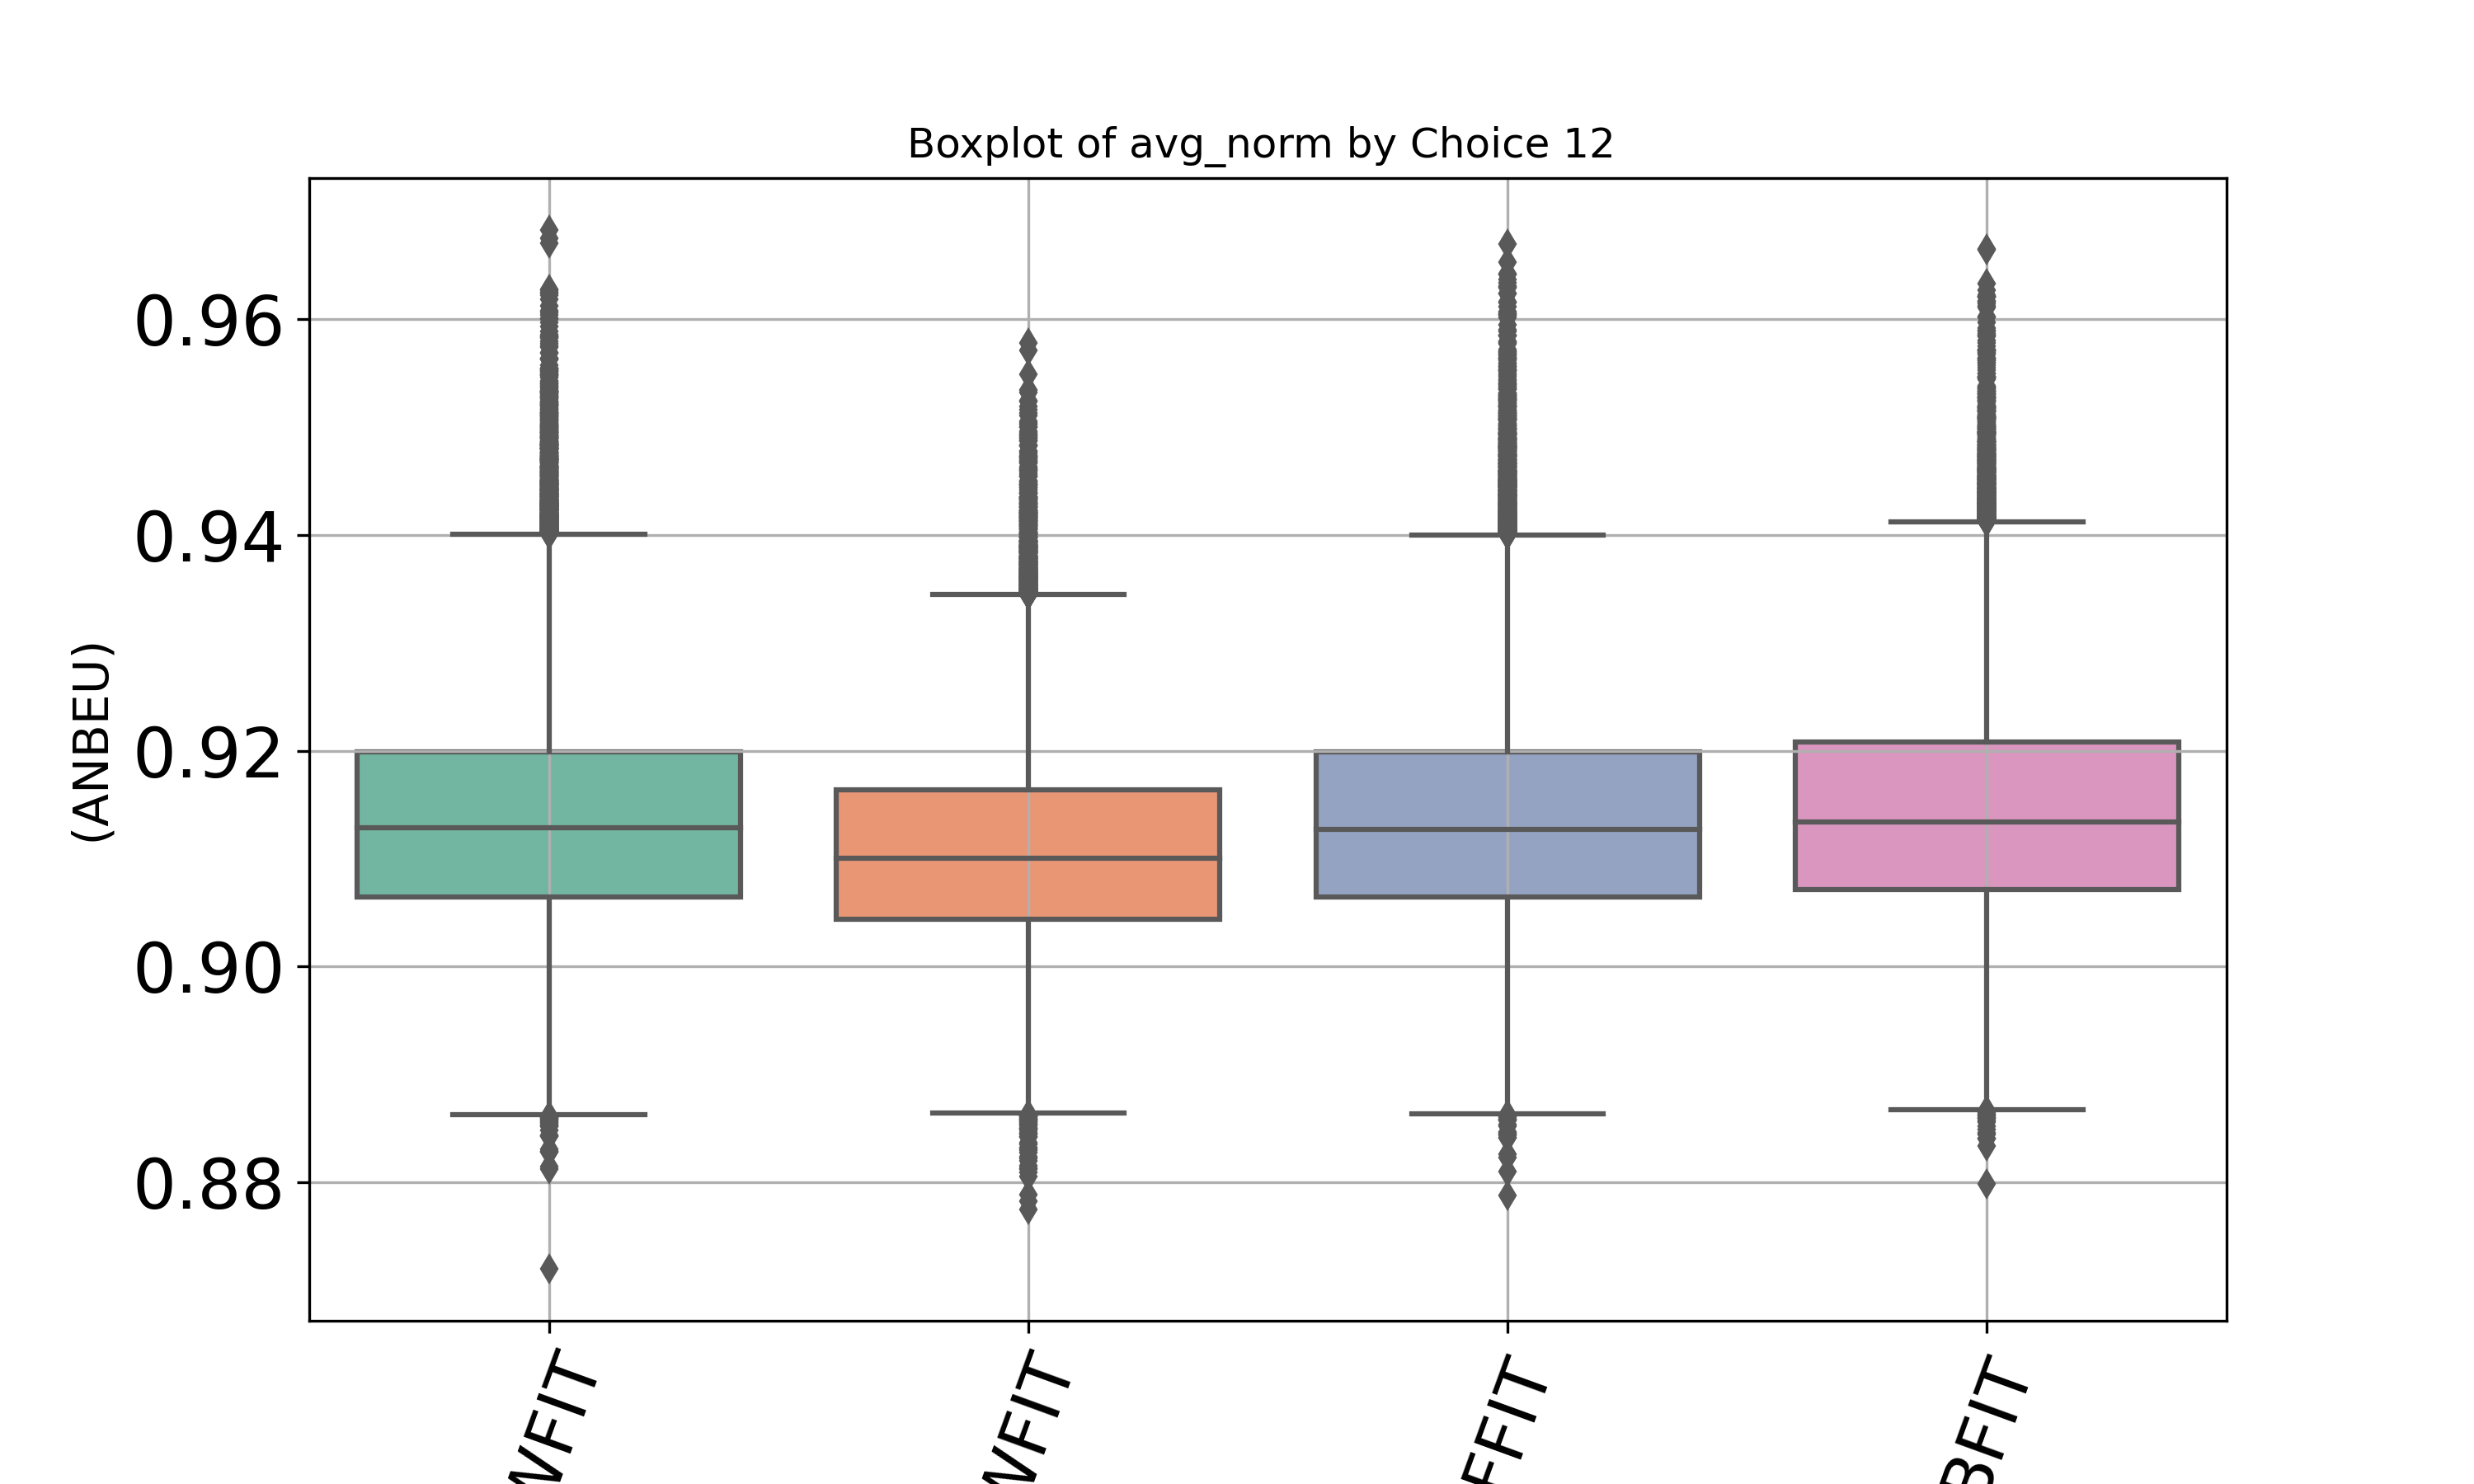 Boxplot of avg_norm by Choice 12
(ANBEU)
0.96
0.94
0.92
0.90
0.88
WFIT
WFIT
FFIT
BFIT